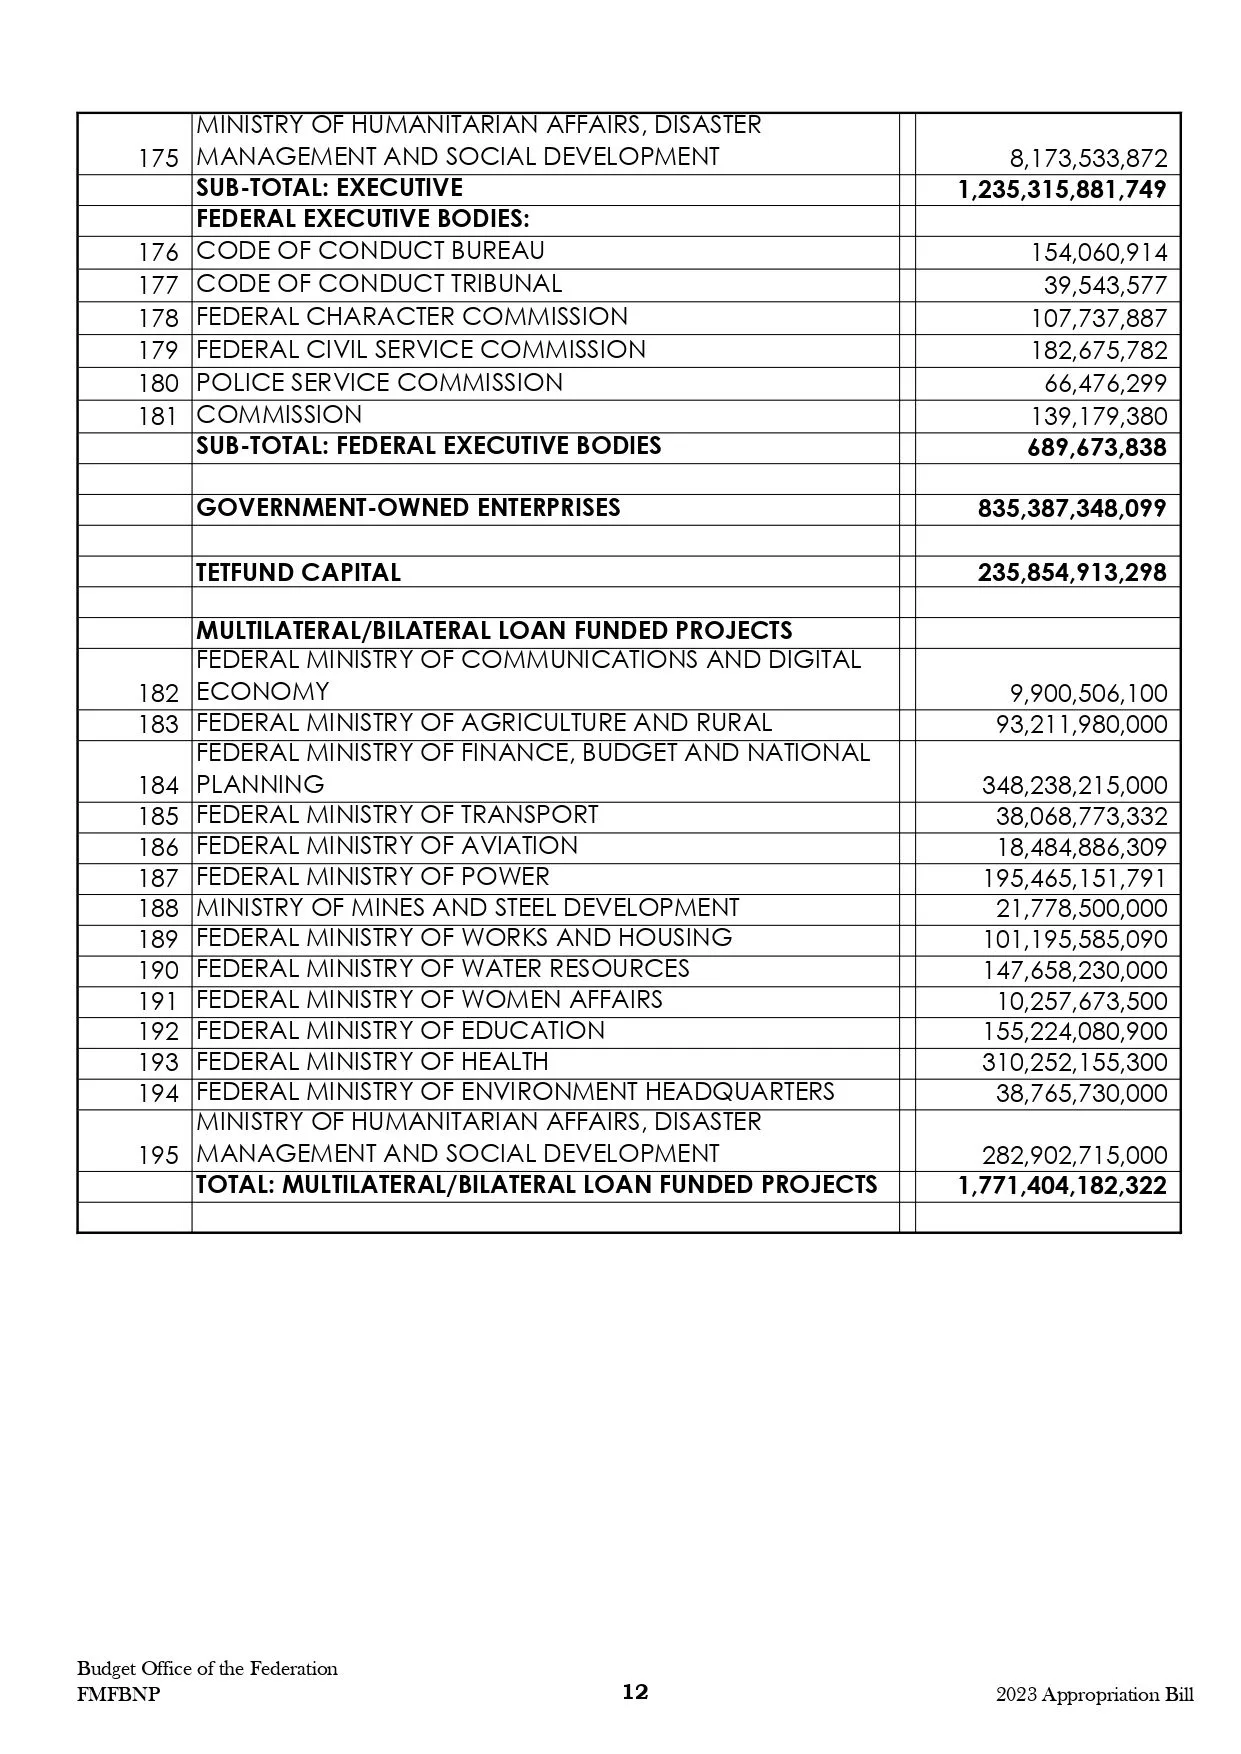 MINISTRY OF HUMANITARIAN AFFAIRS, DISASTER
175 MANAGEMENT AND SOCIAL DEVELOPMENT 8,173,533,872
SUB-TOTAL: EXECUTIVE 1,235,315,881,749
FEDERAL EXECUTIVE BODIES:
176 CODE OF CONDUCT BUREAU 154,060,914
177 CODE OF CONDUCT TRIBUNAL 39,543,577
178 FEDERAL CHARACTER COMMISSION 107,737,887
179 FEDERAL CIVIL SERVICE COMMISSION 182,675,782
180 POLICE SERVICE COMMISSION 66,476,299
181 COMMISSION 139,179,380
SUB-TOTAL: FEDERAL EXECUTIVE BODIES 689,673,838
GOVERNMENT-OWNED ENTERPRISES 835,387,348,099
TETFUND CAPITAL 235,854,913,298
MULTILATERAL/BILATERAL LOAN FUNDED PROJECTS
FEDERAL MINISTRY OF COMMUNICATIONS AND DIGITAL
182 ECONOMY 9,900,506,100
183 FEDERAL MINISTRY OF AGRICULTURE AND RURAL 93,211,980,000
FEDERAL MINISTRY OF FINANCE, BUDGET AND NATIONAL
184 PLANNING 348,238,215,000
185 FEDERAL MINISTRY OF TRANSPORT 38,068,773,332
186 FEDERAL MINISTRY OF AVIATION 18,484,886,309
187 FEDERAL MINISTRY OF POWER 195,465,151,791
188 MINISTRY OF MINES AND STEEL DEVELOPMENT 21,778,500,000
189 FEDERAL MINISTRY OF WORKS AND HOUSING 101,195,585,090
190 FEDERAL MINISTRY OF WATER RESOURCES 147,658,230,000
191 FEDERAL MINISTRY OF WOMEN AFFAIRS 10,257,673,500
192 FEDERAL MINISTRY OF EDUCATION 155,224,080,900
193 FEDERAL MINISTRY OF HEALTH 310,252,155,300
194 FEDERAL MINISTRY OF ENVIRONMENT HEADQUARTERS 38,765,730,000
MINISTRY OF HUMANITARIAN AFFAIRS, DISASTER
195 MANAGEMENT AND SOCIAL DEVELOPMENT 282,902,715,000
TOTAL: MULTILATERAL/BILATERAL LOAN FUNDED PROJECTS 1,771,404,182,322
Budget Office of the Federation
FMFBNP 12 2023 Appropriation Bill